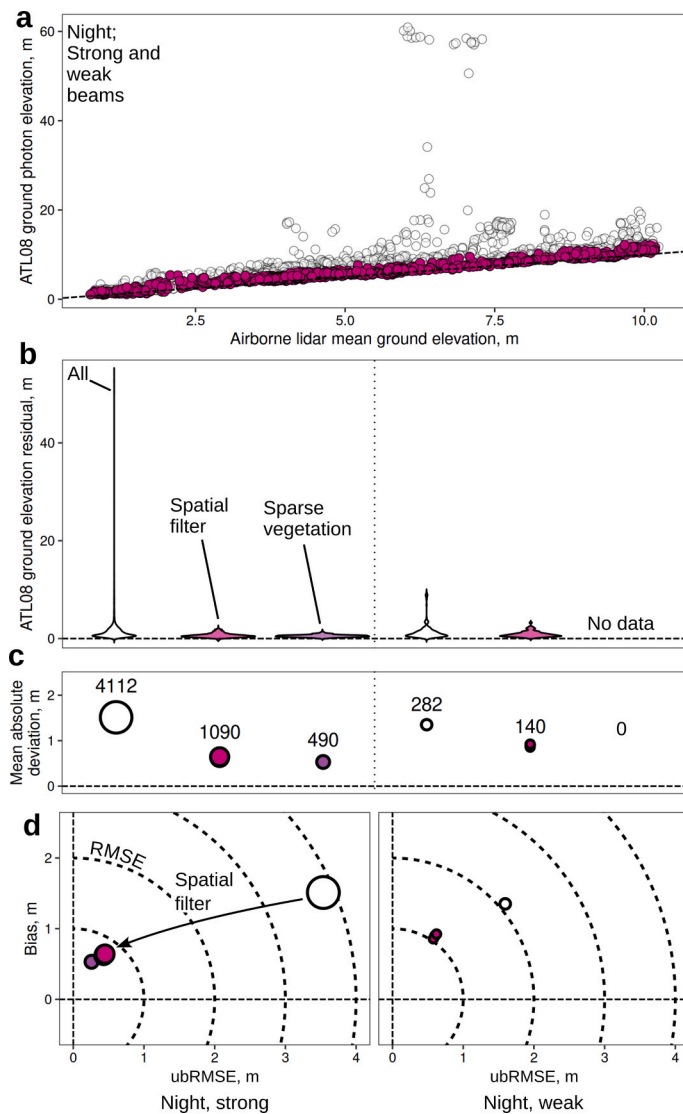 a
Night;
Strong and
weak
beams
ATL08 ground photon elevation, m
60
40
20
0
2.5
5.0
7.5
10.0
Airborne lidar mean ground elevation, m
b
All
Spatial
filter
Sparse
vegetation
No data
ATL08 ground elevation residual, m
40
20
0
c
4112
1090
490
282
140
0
Mean absolute
deviation, m
2
1
0
d
RMSE
Spatial
filter
Bias, m
2
1
0
0
1
2
3
4
0
1
2
3
4
ubRMSE, m
ubRMSE, m
Night, strong
Night, weak